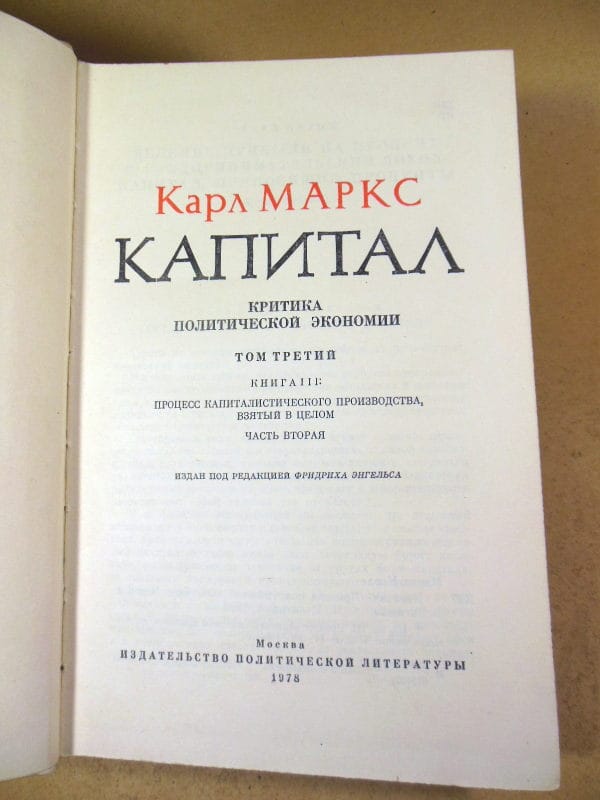 Карл МАРКС
КАПИТАЛ
КРИТИКА
ПОЛИТИЧЕСКОЙ ЭКОНОМИИ
ТОМ ТРЕТИЙ
КНИГА III:
ПРОЦЕСС КАПИТАЛИСТИЧЕСКОГО ПРОИЗВОДСТВА,
ВЗЯТЫЙ В ЦЕЛОМ
ЧАСТЬ ВТОРАЯ
ИЗДАН ПОД РЕДАКЦИЕЙ ФРИДРИХА ЭНГЕЛЬСА
Москва
ИЗДАТЕЛЬСТВО ПОЛИТИЧЕСКОЙ ЛИТЕРАТУРЫ
1978